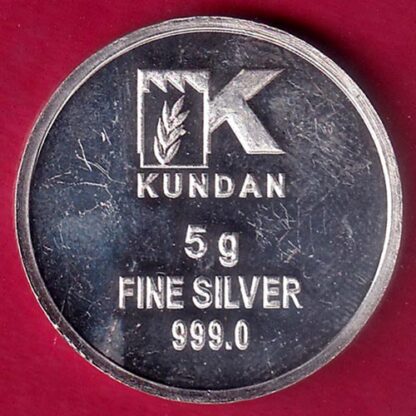 K
KUNDAN
5 g
FINE SILVER
999.0